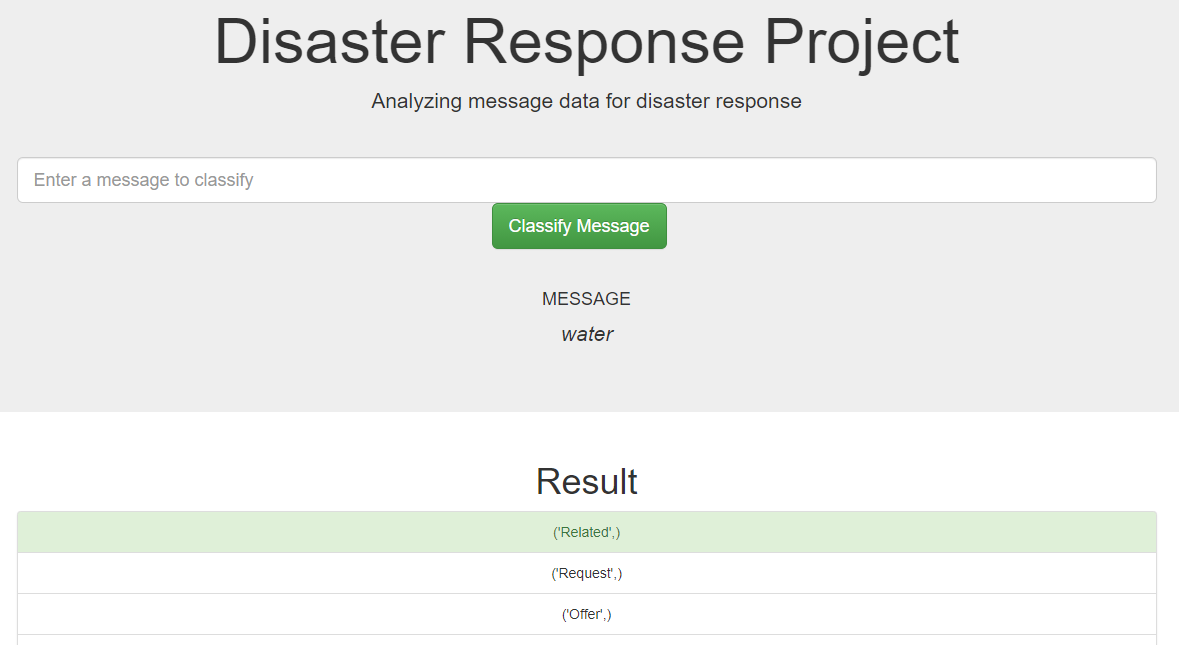 Disaster Response Project
Analyzing message data for disaster response
Enter a message to classify
Classify Message
MESSAGE
water
Result
('Related',)
('Request',)
('Offer',)